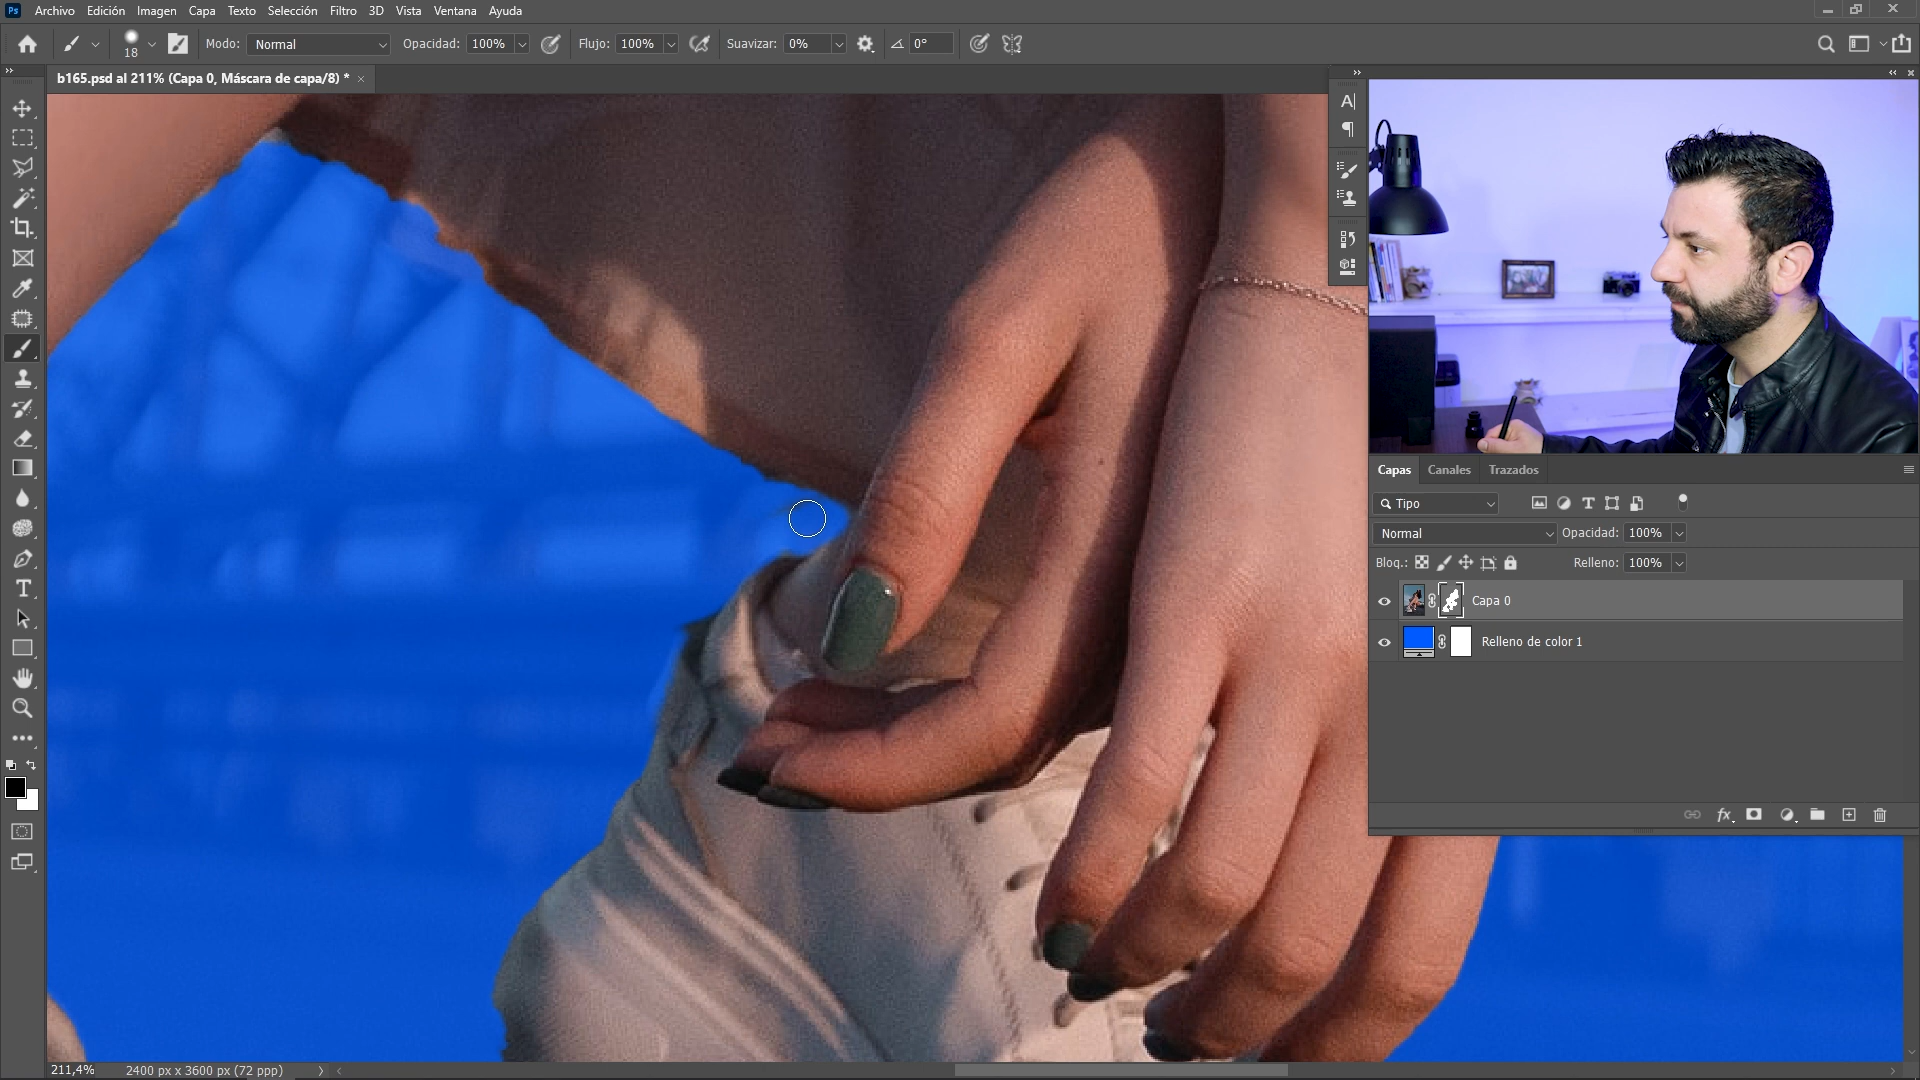 Ps Archivo Edición Imagen Capa Texto Selección Filtro 3D Vista Ventana Ayuda
18 Modo: Normal Opacidad: 100% Flujo: 100% Suavizar: 0% 0°
b165.psd al 211% (Capa 0, Máscara de capa/8) *
Capas Canales Trazados
Tipo
Normal Opacidad: 100%
Bloq.: Relleno: 100%
Capa 0
Relleno de color 1
211,4% 2400 px x 3600 px (72 ppp)